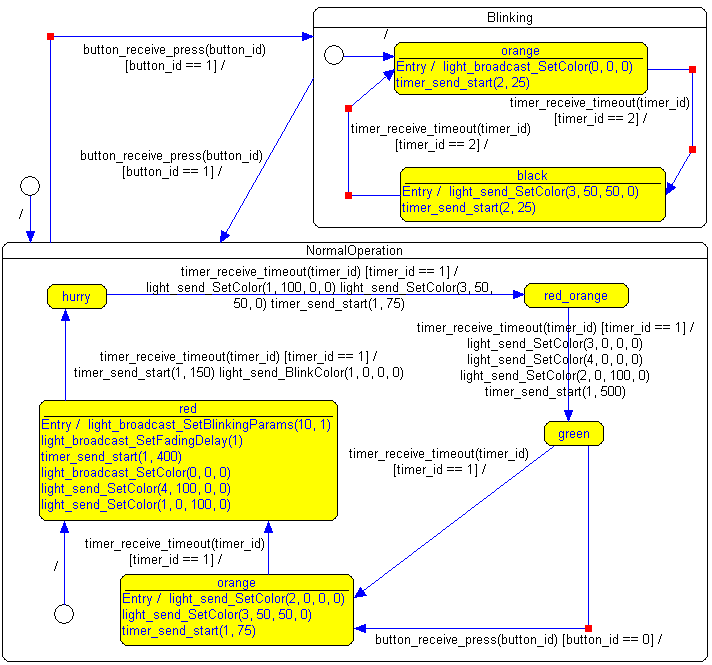 Blinking
/
button_receive_press(button_id)
[button_id == 1] /
orange
Entry / light_broadcast_SetColor(0, 0, 0)
timer_send_start(2, 25)
timer_receive_timeout(timer_id)
[timer_id == 2] /
timer_receive_timeout(timer_id)
[timer_id == 2] /
button_receive_press(button_id)
[button_id == 1] /
black
Entry / light_send_SetColor(3, 50, 50, 0)
timer_send_start(2, 25)
/
NormalOperation
timer_receive_timeout(timer_id) [timer_id == 1] /
light_send_SetColor(1, 100, 0, 0) light_send_SetColor(3, 50,
50, 0) timer_send_start(1, 75)
hurry
red_orange
timer_receive_timeout(timer_id) [timer_id == 1] /
light_send_SetColor(3, 0, 0, 0)
light_send_SetColor(4, 0, 0, 0)
light_send_SetColor(2, 0, 100, 0)
timer_send_start(1, 500)
timer_receive_timeout(timer_id) [timer_id == 1] /
timer_send_start(1, 150) light_send_BlinkColor(1, 0, 0, 0)
red
Entry / light_broadcast_SetBlinkingParams(10, 1)
light_broadcast_SetFadingDelay(1)
timer_send_start(1, 400)
light_broadcast_SetColor(0, 0, 0)
light_send_SetColor(4, 100, 0, 0)
light_send_SetColor(1, 0, 100, 0)
green
timer_receive_timeout(timer_id)
[timer_id == 1] /
timer_receive_timeout(timer_id)
[timer_id == 1] /
/
orange
Entry / light_send_SetColor(2, 0, 0, 0)
light_send_SetColor(3, 50, 50, 0)
timer_send_start(1, 75)
button_receive_press(button_id) [button_id == 0] /